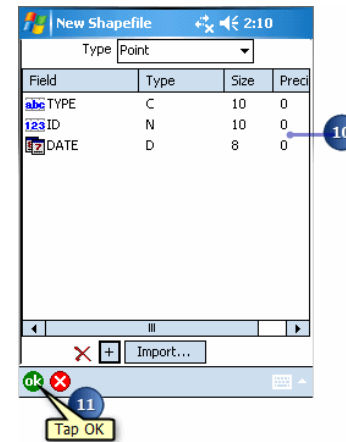 New Shapefile 2:10
Type Point
Field Type Size Preci
abc TYPE C 10 0
123 ID N 10 0
7 DATE D 8 0
10
Import...
ok
11
Tap OK